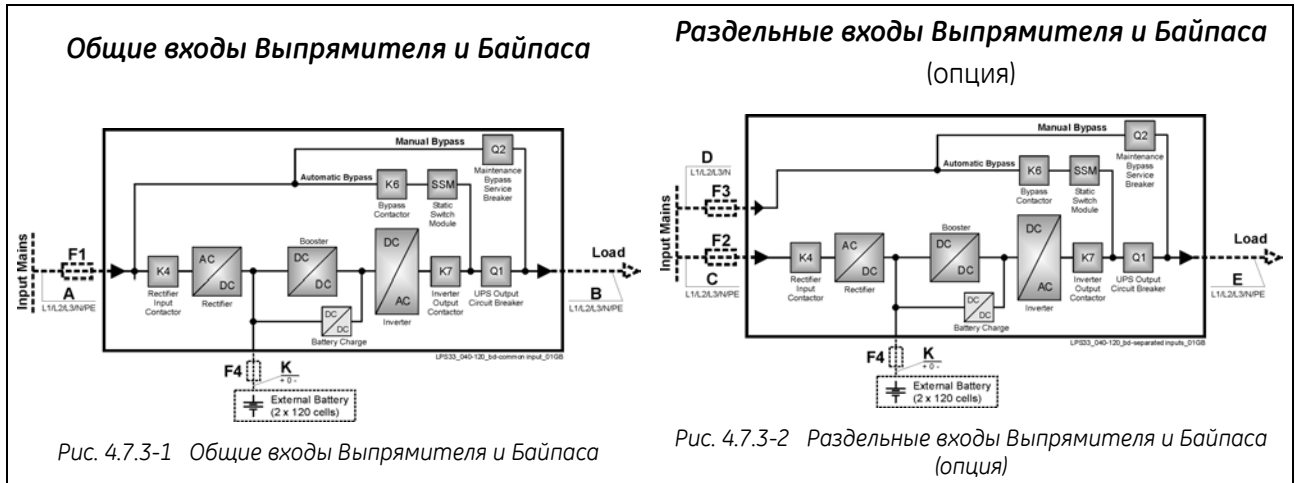 Общие входы Выпрямителя и Байпаса
Manual Bypass
Q2
Maintenance
Bypass
Service
Breaker
Automatic Bypass
K6
SSM
Bypass
Contactor
Static
Switch
Module
Input Mains
F1
A
L1/L2/L3/N/PE
K4
Rectifier
Input
Contactor
AC
DC
Rectifier
Booster
DC
DC
DC
DC
Battery Charge
DC
AC
Inverter
K7
Inverter
Output
Contactor
Q1
UPS Output
Circuit Breaker
Load
B
L1/L2/L3/N/PE
LPS33_040-120_bd-common input_01GB
F4
K
+ 0 -
External Battery
(2 x 120 cells)
Рис. 4.7.3-1 Общие входы Выпрямителя и Байпаса
Раздельные входы Выпрямителя и Байпаса
(опция)
Manual Bypass
Q2
Maintenance
Bypass
Service
Breaker
D
L1/L2/L3/N
F3
Automatic Bypass
K6
SSM
Bypass
Contactor
Static
Switch
Module
Input Mains
F2
C
L1/L2/L3/N/PE
K4
Rectifier
Input
Contactor
AC
DC
Rectifier
Booster
DC
DC
DC
DC
Battery Charge
DC
AC
Inverter
K7
Inverter
Output
Contactor
Q1
UPS Output
Circuit Breaker
Load
E
L1/L2/L3/N/PE
LPS33_040-120_bd-separated inputs_01GB
F4
K
+ 0 -
External Battery
(2 x 120 cells)
Рис. 4.7.3-2 Раздельные входы Выпрямителя и Байпаса
(опция)